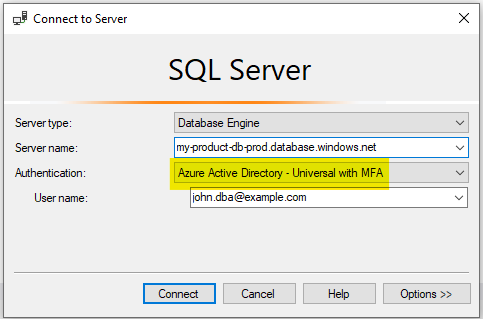 Connect to Server
SQL Server
Server type: Database Engine
Server name: my-product-db-prod.database.windows.net
Authentication: Azure Active Directory - Universal with MFA
User name: john.dba@example.com
Connect Cancel Help Options >>